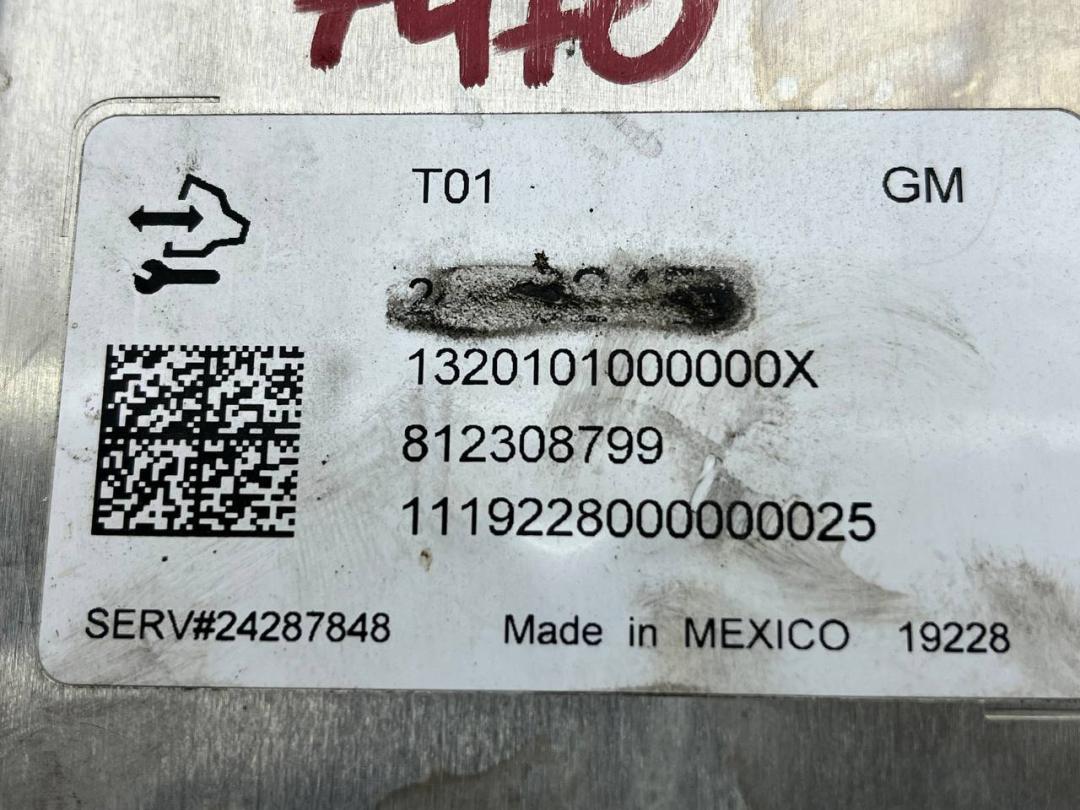 T01 GM
1320101000000X
812308799
1119228000000025
SERV#24287848 Made in MEXICO 19228